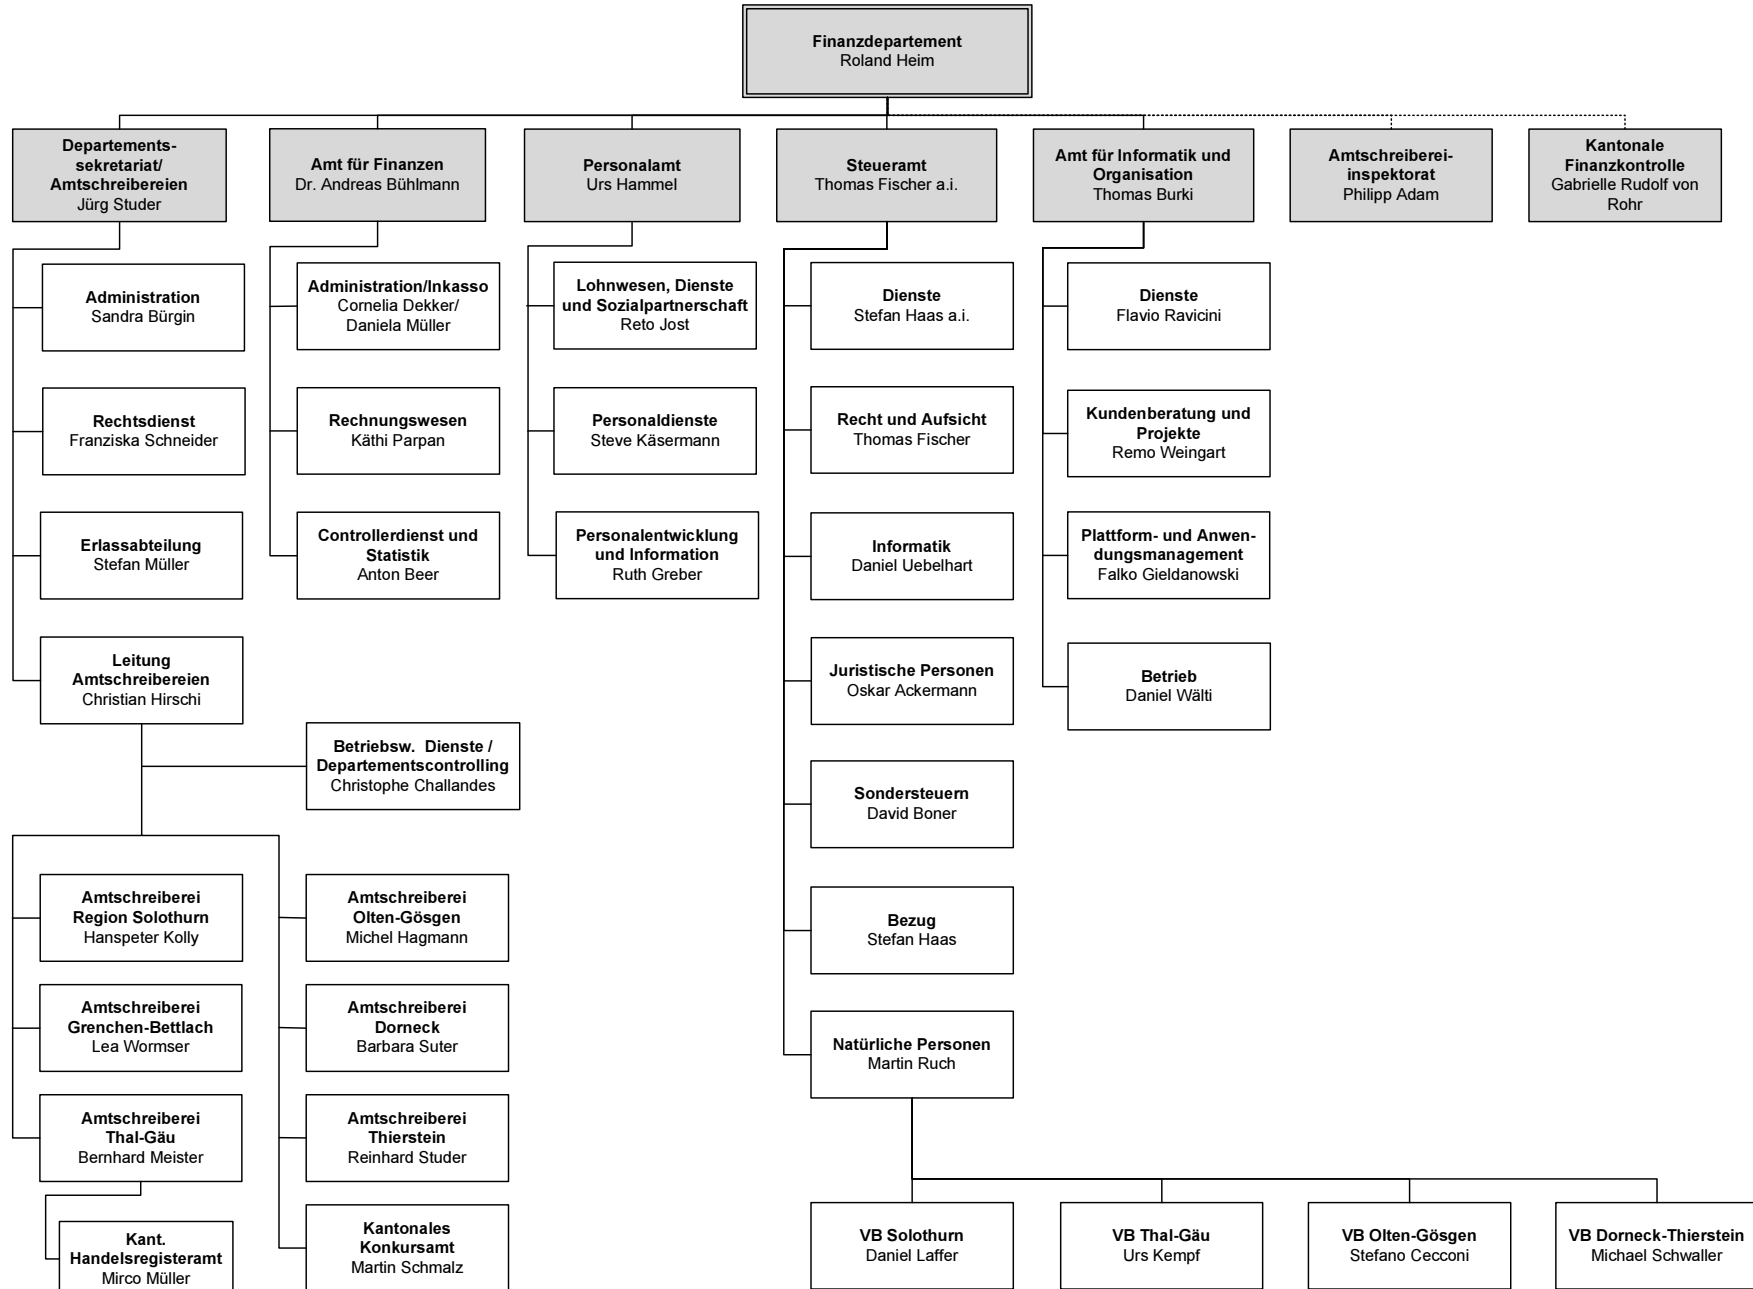 Finanzdepartement
Roland Heim
Departements-
sekretariat/
Amtschreibereien
Jürg Studer
Amt für Finanzen
Dr. Andreas Bühlmann
Personalamt
Urs Hammel
Steueramt
Thomas Fischer a.i.
Amt für Informatik und
Organisation
Thomas Burki
Amtschreiberei-
inspektorat
Philipp Adam
Kantonale
Finanzkontrolle
Gabrielle Rudolf von
Rohr
Administration
Sandra Bürgin
Administration/Inkasso
Cornelia Dekker/
Daniela Müller
Lohnwesen, Dienste
und Sozialpartnerschaft
Reto Jost
Dienste
Stefan Haas a.i.
Dienste
Flavio Ravicini
Rechtsdienst
Franziska Schneider
Rechnungswesen
Käthi Parpan
Personaldienste
Steve Käsermann
Recht und Aufsicht
Thomas Fischer
Kundenberatung und
Projekte
Remo Weingart
Erlassabteilung
Stefan Müller
Controllerdienst und
Statistik
Anton Beer
Personalentwicklung
und Information
Ruth Greber
Informatik
Daniel Uebelhart
Plattform- und Anwen-
dungsmanagement
Falko Gieldanowski
Leitung
Amtschreibereien
Christian Hirschi
Juristische Personen
Oskar Ackermann
Betrieb
Daniel Wälti
Betriebsw. Dienste /
Departementscontrolling
Christophe Challandes
Sondersteuern
David Boner
Amtschreiberei
Region Solothurn
Hanspeter Kolly
Amtschreiberei
Olten-Gösgen
Michel Hagmann
Bezug
Stefan Haas
Amtschreiberei
Grenchen-Bettlach
Lea Wormser
Amtschreiberei
Dorneck
Barbara Suter
Natürliche Personen
Martin Ruch
Amtschreiberei
Thal-Gäu
Bernhard Meister
Amtschreiberei
Thierstein
Reinhard Studer
Kant.
Handelsregisteramt
Mirco Müller
Kantonales
Konkursamt
Martin Schmalz
VB Solothurn
Daniel Laffer
VB Thal-Gäu
Urs Kempf
VB Olten-Gösgen
Stefano Cecconi
VB Dorneck-Thierstein
Michael Schwaller